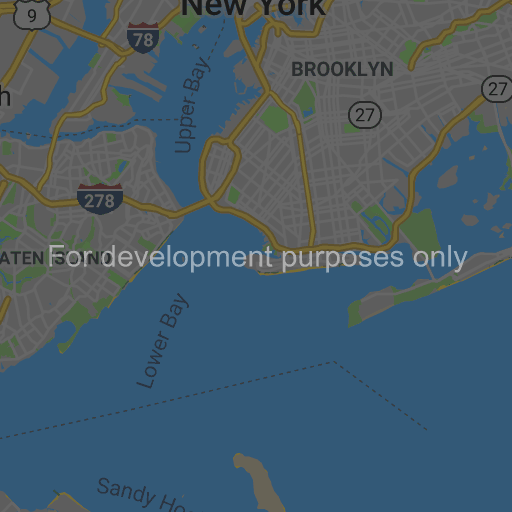 New York
9
78
BROOKLYN
27
27
h
Upper Bay
278
ATEN ISLAND
For development purposes only
Lower Bay
Sandy Ho